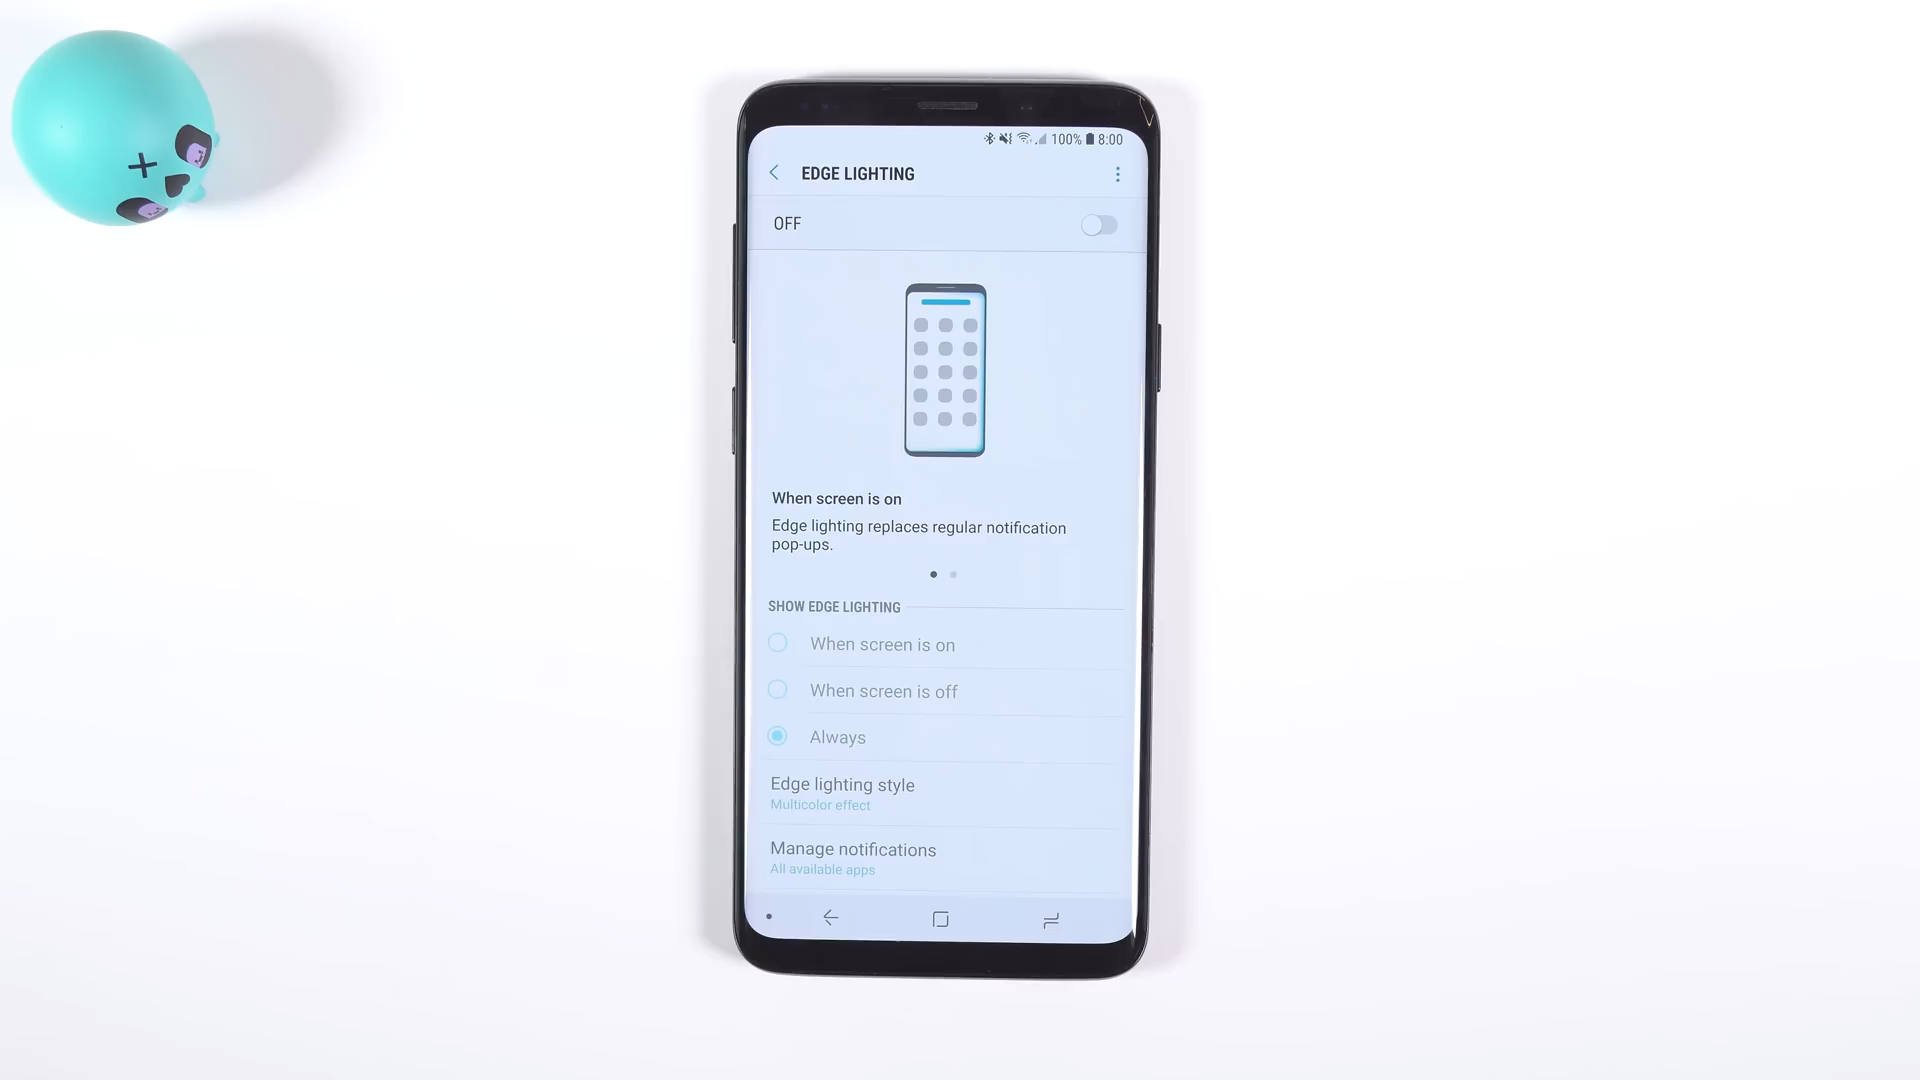 100% 8:00
EDGE LIGHTING
OFF
When screen is on
Edge lighting replaces regular notification
pop-ups.
SHOW EDGE LIGHTING
When screen is on
When screen is off
Always
Edge lighting style
Multicolor effect
Manage notifications
All available apps